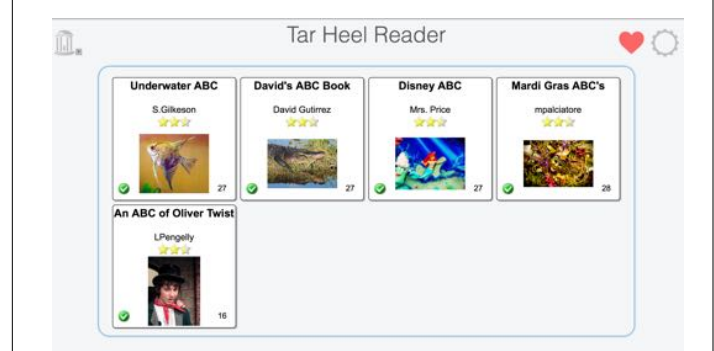 Tar Heel Reader
Underwater ABC
S.Gilkeson
27
David's ABC Book
David Gutirrez
27
Disney ABC
Mrs. Price
27
Mardi Gras ABC's
mpalciatore
28
An ABC of Oliver Twist
LPengelly
16